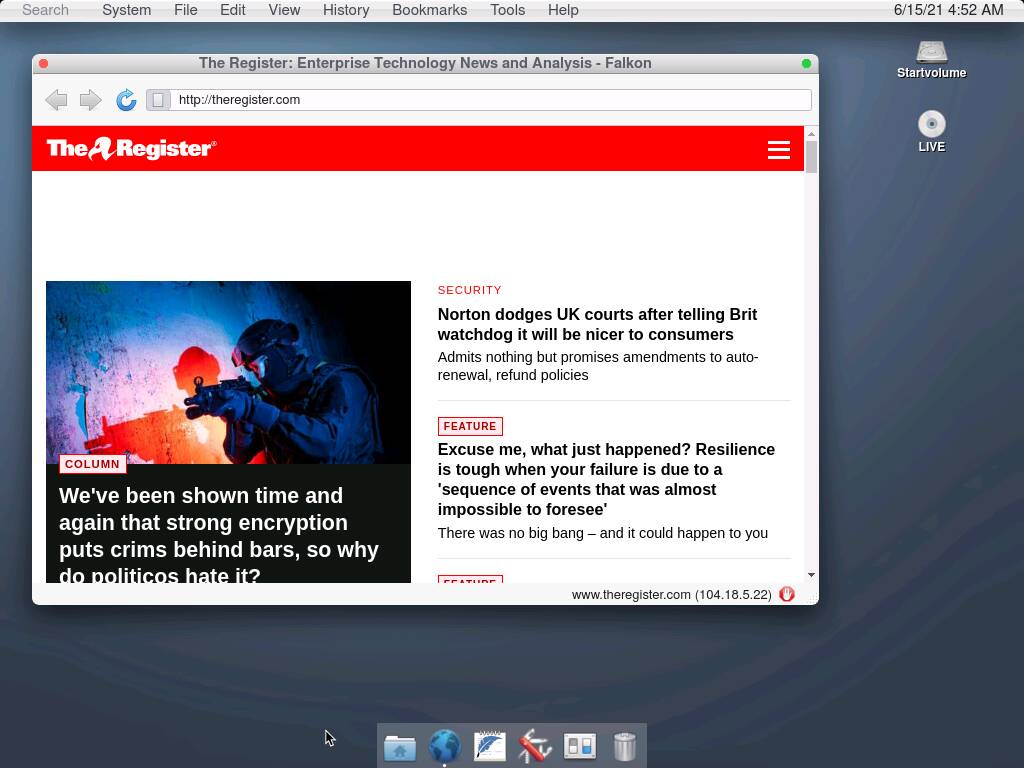 Search System File Edit View History Bookmarks Tools Help 6/15/21 4:52 AM
The Register: Enterprise Technology News and Analysis - Falkon
http://theregister.com
The Register®
Startvolume
LIVE
COLUMN
We've been shown time and
again that strong encryption
puts crims behind bars, so why
do politicos hate it?
SECURITY
Norton dodges UK courts after telling Brit
watchdog it will be nicer to consumers
Admits nothing but promises amendments to auto-
renewal, refund policies
FEATURE
Excuse me, what just happened? Resilience
is tough when your failure is due to a
'sequence of events that was almost
impossible to foresee'
There was no big bang – and it could happen to you
FEATURE
www.theregister.com (104.18.5.22)